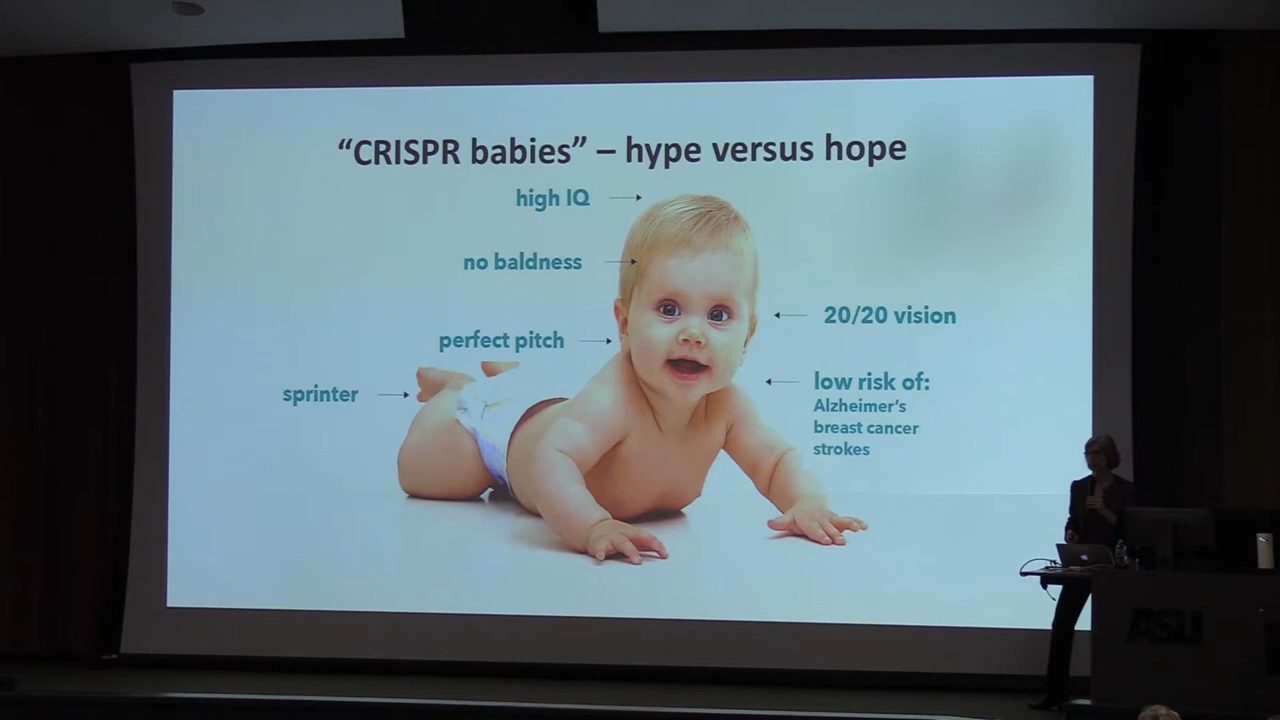 “CRISPR babies” – hype versus hope
high IQ
no baldness
20/20 vision
perfect pitch
low risk of:
Alzheimer’s
breast cancer
strokes
sprinter
ASU